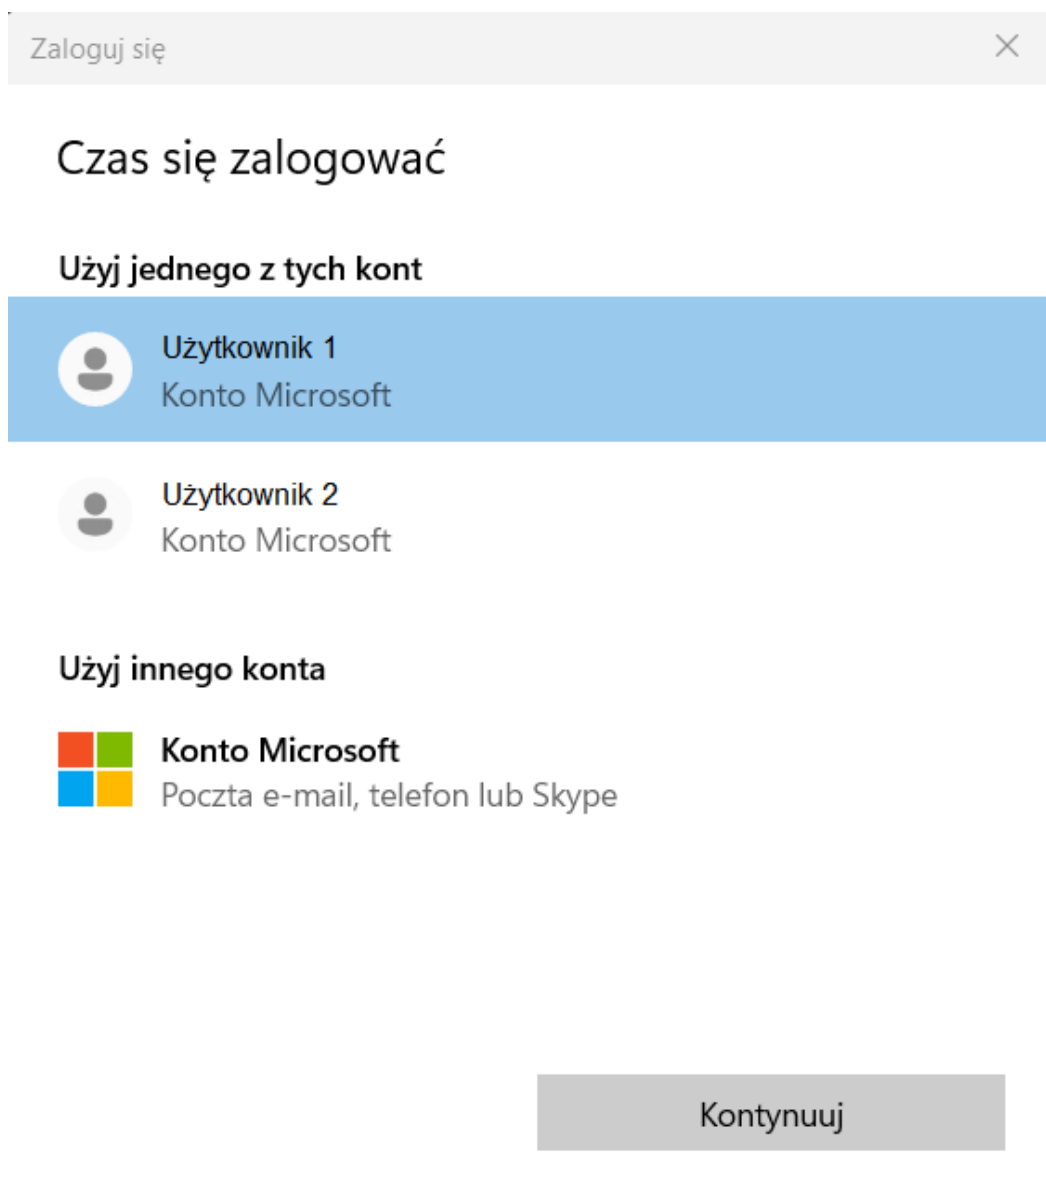 Zaloguj się
Czas się zalogować
Użyj jednego z tych kont
Użytkownik 1
Konto Microsoft
Użytkownik 2
Konto Microsoft
Użyj innego konta
Konto Microsoft
Poczta e-mail, telefon lub Skype
Kontynuuj